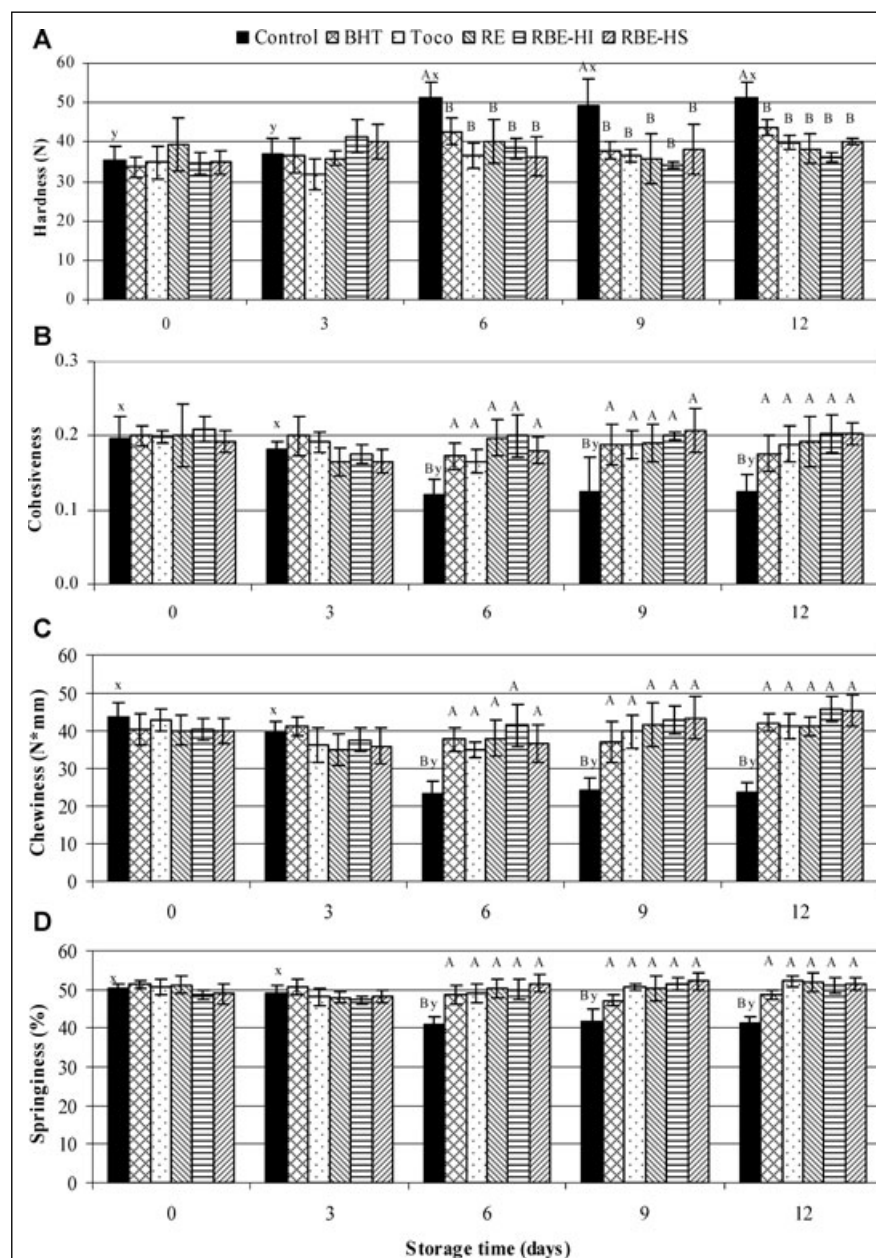 A
Control BHT Toco RE RBE-HI RBE-HS
Hardness (N)
60
50
40
30
20
10
0
y
y
Ax
B
B
B
B
B
Ax
B
B
B
B
B
Ax
B
B
B
B
B
0 3 6 9 12
B
Cohesiveness
0.3
0.2
0.1
0.0
x
x
By
A
A
A
A
A
By
A
A
A
A
A
By
A
A
A
A
A
0 3 6 9 12
C
Chewiness (N*mm)
60
50
40
30
20
10
0
x
x
By
A
A
A
A
A
By
A
A
A
A
A
By
A
A
A
A
A
0 3 6 9 12
D
Springiness (%)
60
50
40
30
20
10
0
x
x
By
A
A
A
A
A
By
A
A
A
A
A
By
A
A
A
A
A
0 3 6 9 12
Storage time (days)